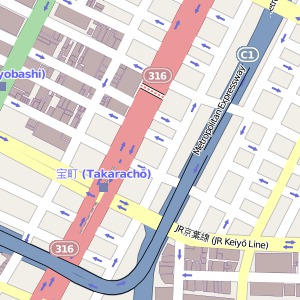 C1
316
yobashi)
Metropolitan Expressway
宝町 (Takarachō)
JR京葉線 (JR Keiyō Line)
316